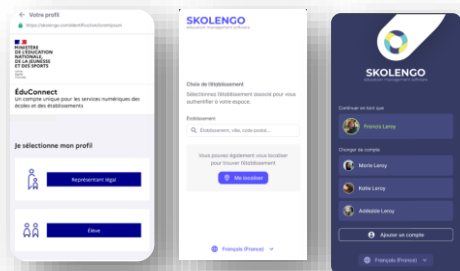 Votre profil
MINISTÈRE
DE L'ÉDUCATION
NATIONALE,
DE LA JEUNESSE
ET DES SPORTS
ÉduConnect
Un compte unique pour les services numériques des
écoles et des établissements
Je sélectionne mon profil
Représentant légal
Élève
SKOLENGO
education management software
Choix de l'établissement
Sélectionnez l'établissement associé pour vous
authentifier à votre espace.
Établissement
Établissement, ville, code postal...
Vous pouvez également vous localiser
pour trouver l'établissement
Me localiser
Français (France)
SKOLENGO
education management software
Continuer en tant que
Francis Leroy
Changer de compte
Marie Leroy
Katie Leroy
Adélaïde Leroy
Ajouter un compte
Français (France)